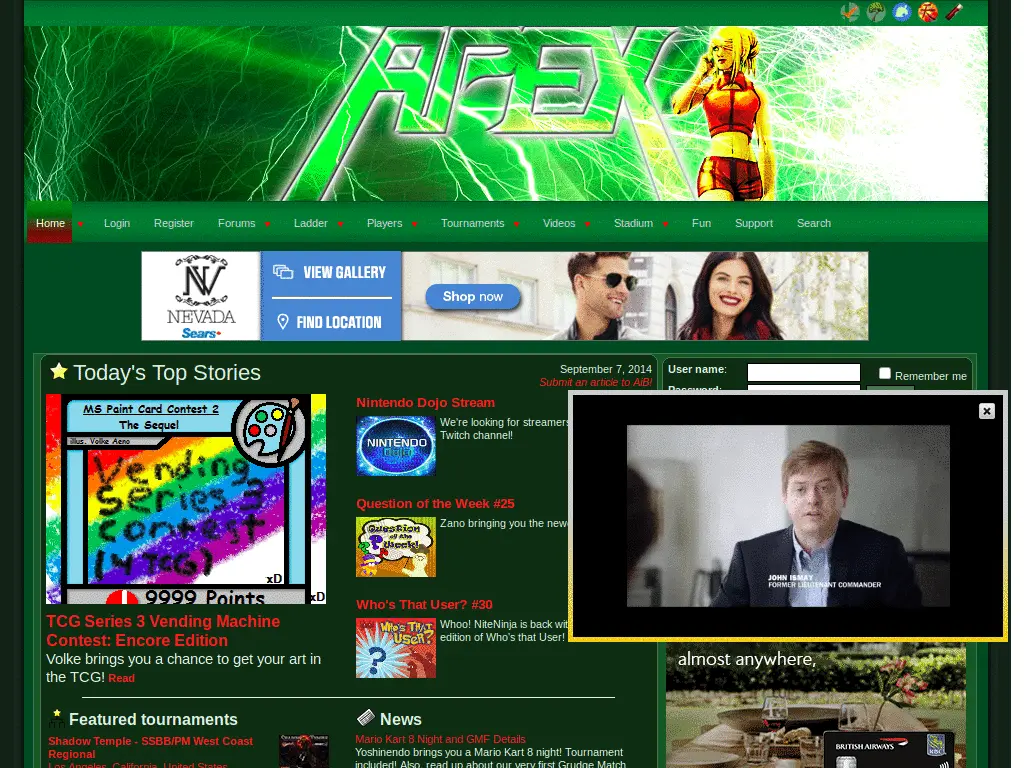 APEX
Home
Login
Register
Forums
Ladder
Players
Tournaments
Videos
Stadium
Fun
Support
Search
NEVADA
Sears
VIEW GALLERY
FIND LOCATION
Shop now
Today's Top Stories
September 7, 2014
Submit an article to AiB!
MS Paint Card Contest 2
The Sequel
illus. Volke Aeno
Vending
Series 3
contest
(4 TCG)
xD
9999 Points
xD
TCG Series 3 Vending Machine
Contest: Encore Edition
Volke brings you a chance to get your art in
the TCG! Read
Nintendo Dojo Stream
NINTENDO
DOJO
We're looking for streamers
Twitch channel!
Question of the Week #25
Question
of the
Week!
Zano bringing you the new
Who's That User? #30
WHO'S THAT
USER?
?
Whoo! NiteNinja is back wit
edition of Who's that User!
User name:
Remember me
Password:
JOHN ISMAY
FORMER LIEUTENANT COMMANDER
almost anywhere,
BRITISH AIRWAYS
RBC
Featured tournaments
Shadow Temple - SSBB/PM West Coast
Regional
Los Angeles, California, United States
News
Mario Kart 8 Night and GMF Details
Yoshinendo brings you a Mario Kart 8 night! Tournament
included! Also, read up about our very first Grudge Match